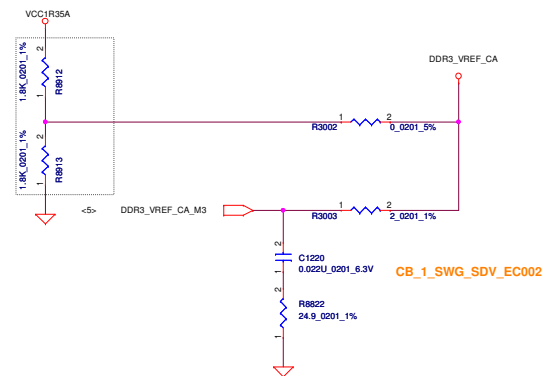 VCC1R35A
2
1.8K_0201_1%
R8912
1
DDR3_VREF_CA
1
2
R3002
0_0201_5%
2
1.8K_0201_1%
R8913
1
<5>
DDR3_VREF_CA_M3
1
2
R3003
2_0201_1%
2
C1220
0.022U_0201_6.3V
1
CB_1_SWG_SDV_EC002
2
R8822
24.9_0201_1%
1